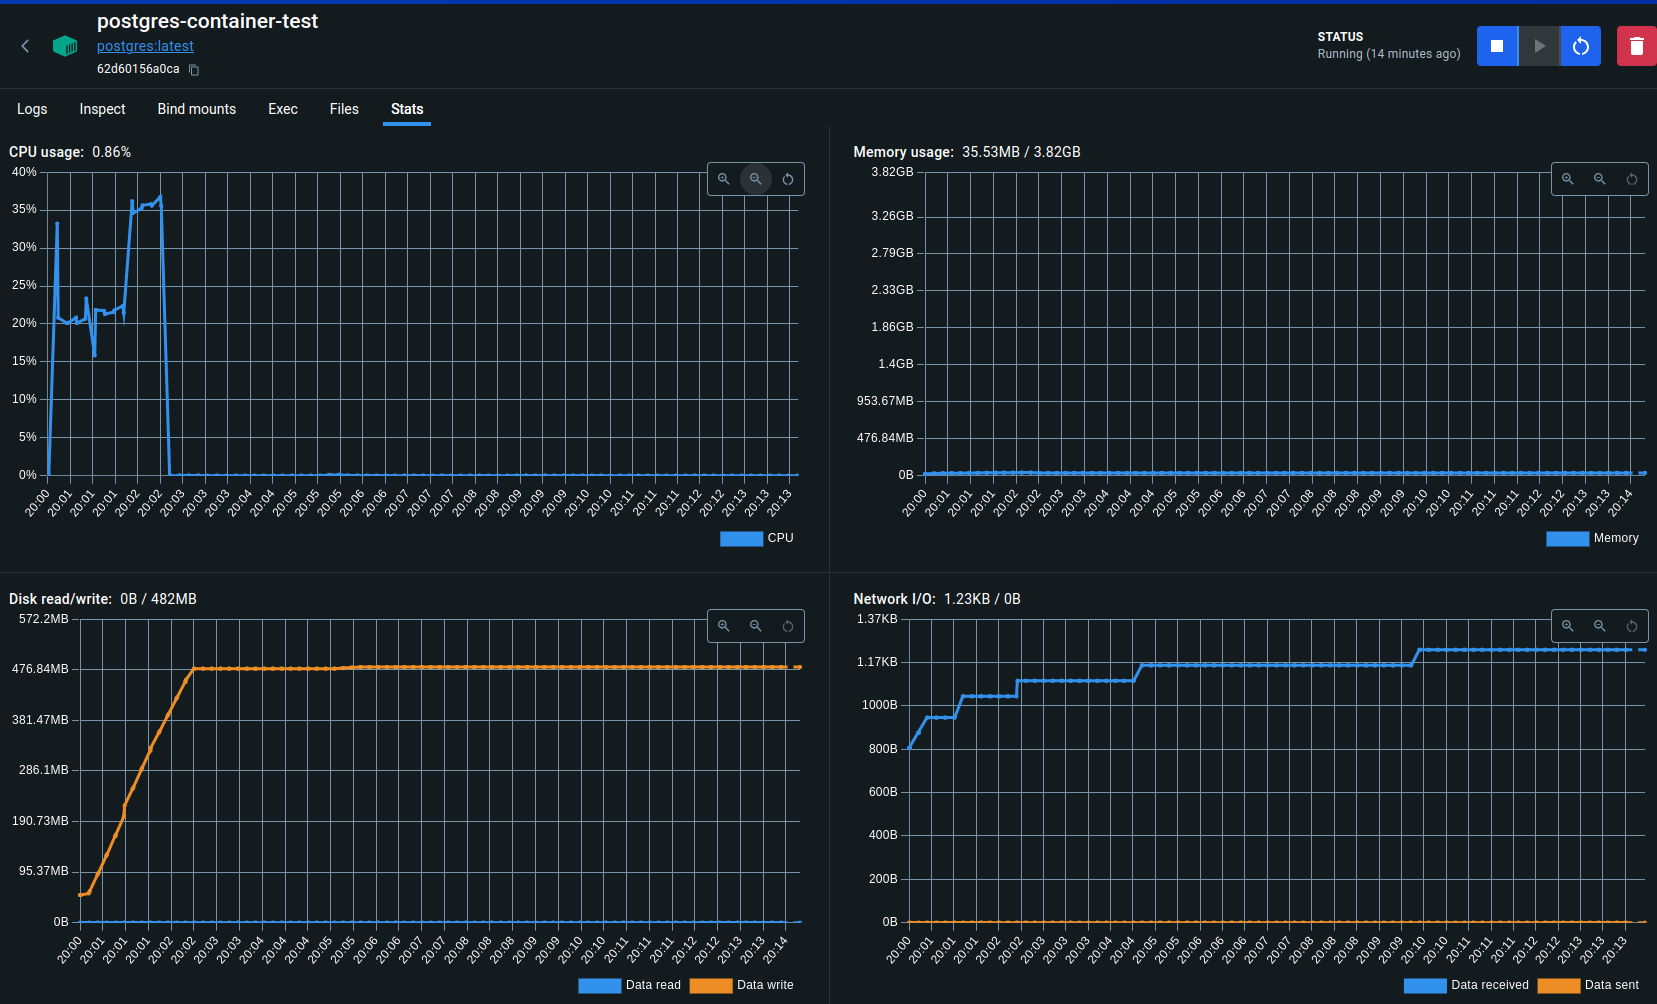 postgres-container-test
postgres:latest
62d60156a0ca
STATUS
Running (14 minutes ago)
Logs Inspect Bind mounts Exec Files Stats
CPU usage: 0.86%
40%
35%
30%
25%
20%
15%
10%
5%
0%
20:00 20:01 20:01 20:01 20:02 20:02 20:03 20:03 20:03 20:04 20:04 20:05 20:05 20:05 20:06 20:06 20:07 20:07 20:07 20:08 20:08 20:09 20:09 20:09 20:10 20:10 20:11 20:11 20:11 20:12 20:12 20:13 20:13 20:13
CPU
Memory usage: 35.53MB / 3.82GB
3.82GB
3.26GB
2.79GB
2.33GB
1.86GB
1.4GB
953.67MB
476.84MB
0B
20:00 20:01 20:01 20:01 20:02 20:02 20:03 20:03 20:04 20:04 20:04 20:05 20:05 20:06 20:06 20:07 20:07 20:08 20:08 20:08 20:09 20:09 20:10 20:10 20:11 20:11 20:11 20:12 20:12 20:13 20:13 20:14
Memory
Disk read/write: 0B / 482MB
572.2MB
476.84MB
381.47MB
286.1MB
190.73MB
95.37MB
0B
20:00 20:01 20:01 20:01 20:02 20:02 20:03 20:03 20:04 20:04 20:04 20:05 20:05 20:06 20:06 20:07 20:07 20:08 20:08 20:08 20:09 20:09 20:10 20:10 20:11 20:11 20:11 20:12 20:12 20:13 20:13 20:14
Data read Data write
Network I/O: 1.23KB / 0B
1.37KB
1.17KB
1000B
800B
600B
400B
200B
0B
20:00 20:01 20:01 20:01 20:02 20:02 20:03 20:03 20:03 20:04 20:04 20:05 20:05 20:06 20:06 20:07 20:07 20:07 20:08 20:08 20:09 20:09 20:10 20:10 20:11 20:11 20:11 20:12 20:12 20:13 20:13
Data received Data sent